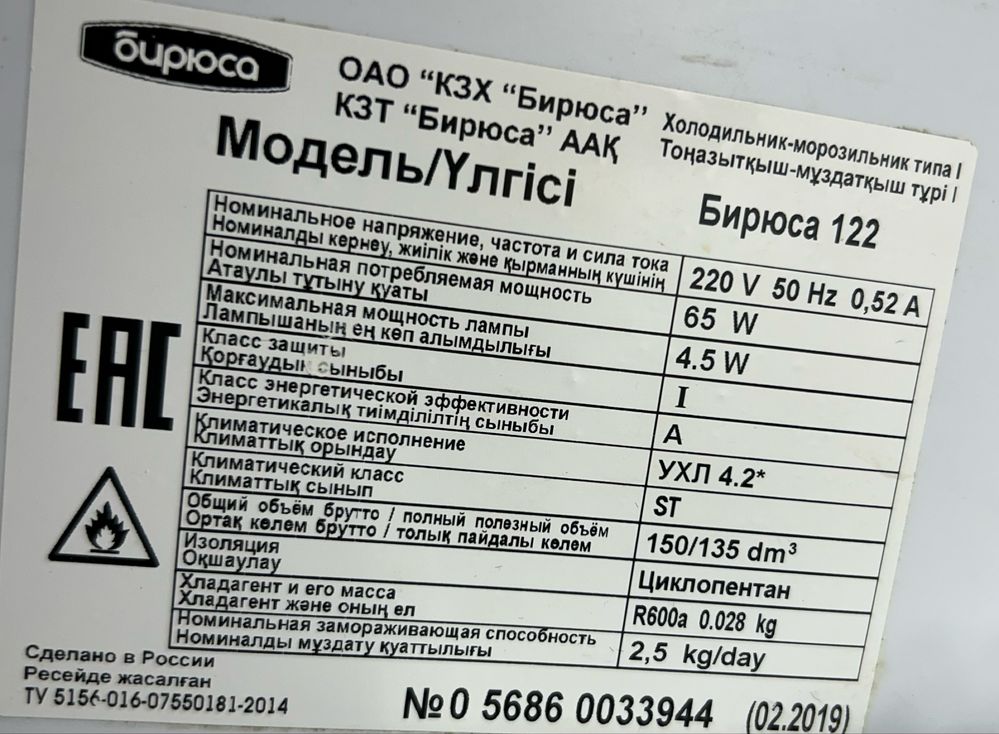 бирюса
ОАО “КЗХ “Бирюса”
КЗТ “Бирюса” ААҚ
Холодильник-морозильник типа I
Тоңазытқыш-мұздатқыш түрі I
Модель/Үлгісі
Бирюса 122
Номинальное напряжение, частота и сила тока
Номиналды кернеу, жиілік және қырманның күшінің
220 V 50 Hz 0,52 A
Номинальная потребляемая мощность
Атаулы тұтыну қуаты
65 W
Максимальная мощность лампы
Лампышаның ең көп алымдылығы
4.5 W
Класс защиты
Қорғаудың сыныбы
I
Класс энергетической эффективности
Энергетикалық тиімділілтің сыныбы
A
Климатическое исполнение
Климаттық орындау
УХЛ 4.2*
Климатический класс
Климаттық сынып
ST
Общий объём брутто / полный полезный объём
Ортақ көлем брутто / толық пайдалы көлем
150/135 dm³
Изоляция
Оқшаулау
Циклопентан
Хладагент и его масса
Хладагент және оның ел
R600a 0.028 kg
Номинальная замораживающая способность
Номиналды мұздату қуаттылығы
2,5 kg/day
EAC
Сделано в России
Ресейде жасалған
ТУ 5156-016-07550181-2014
№0 5686 0033944 (02.2019)